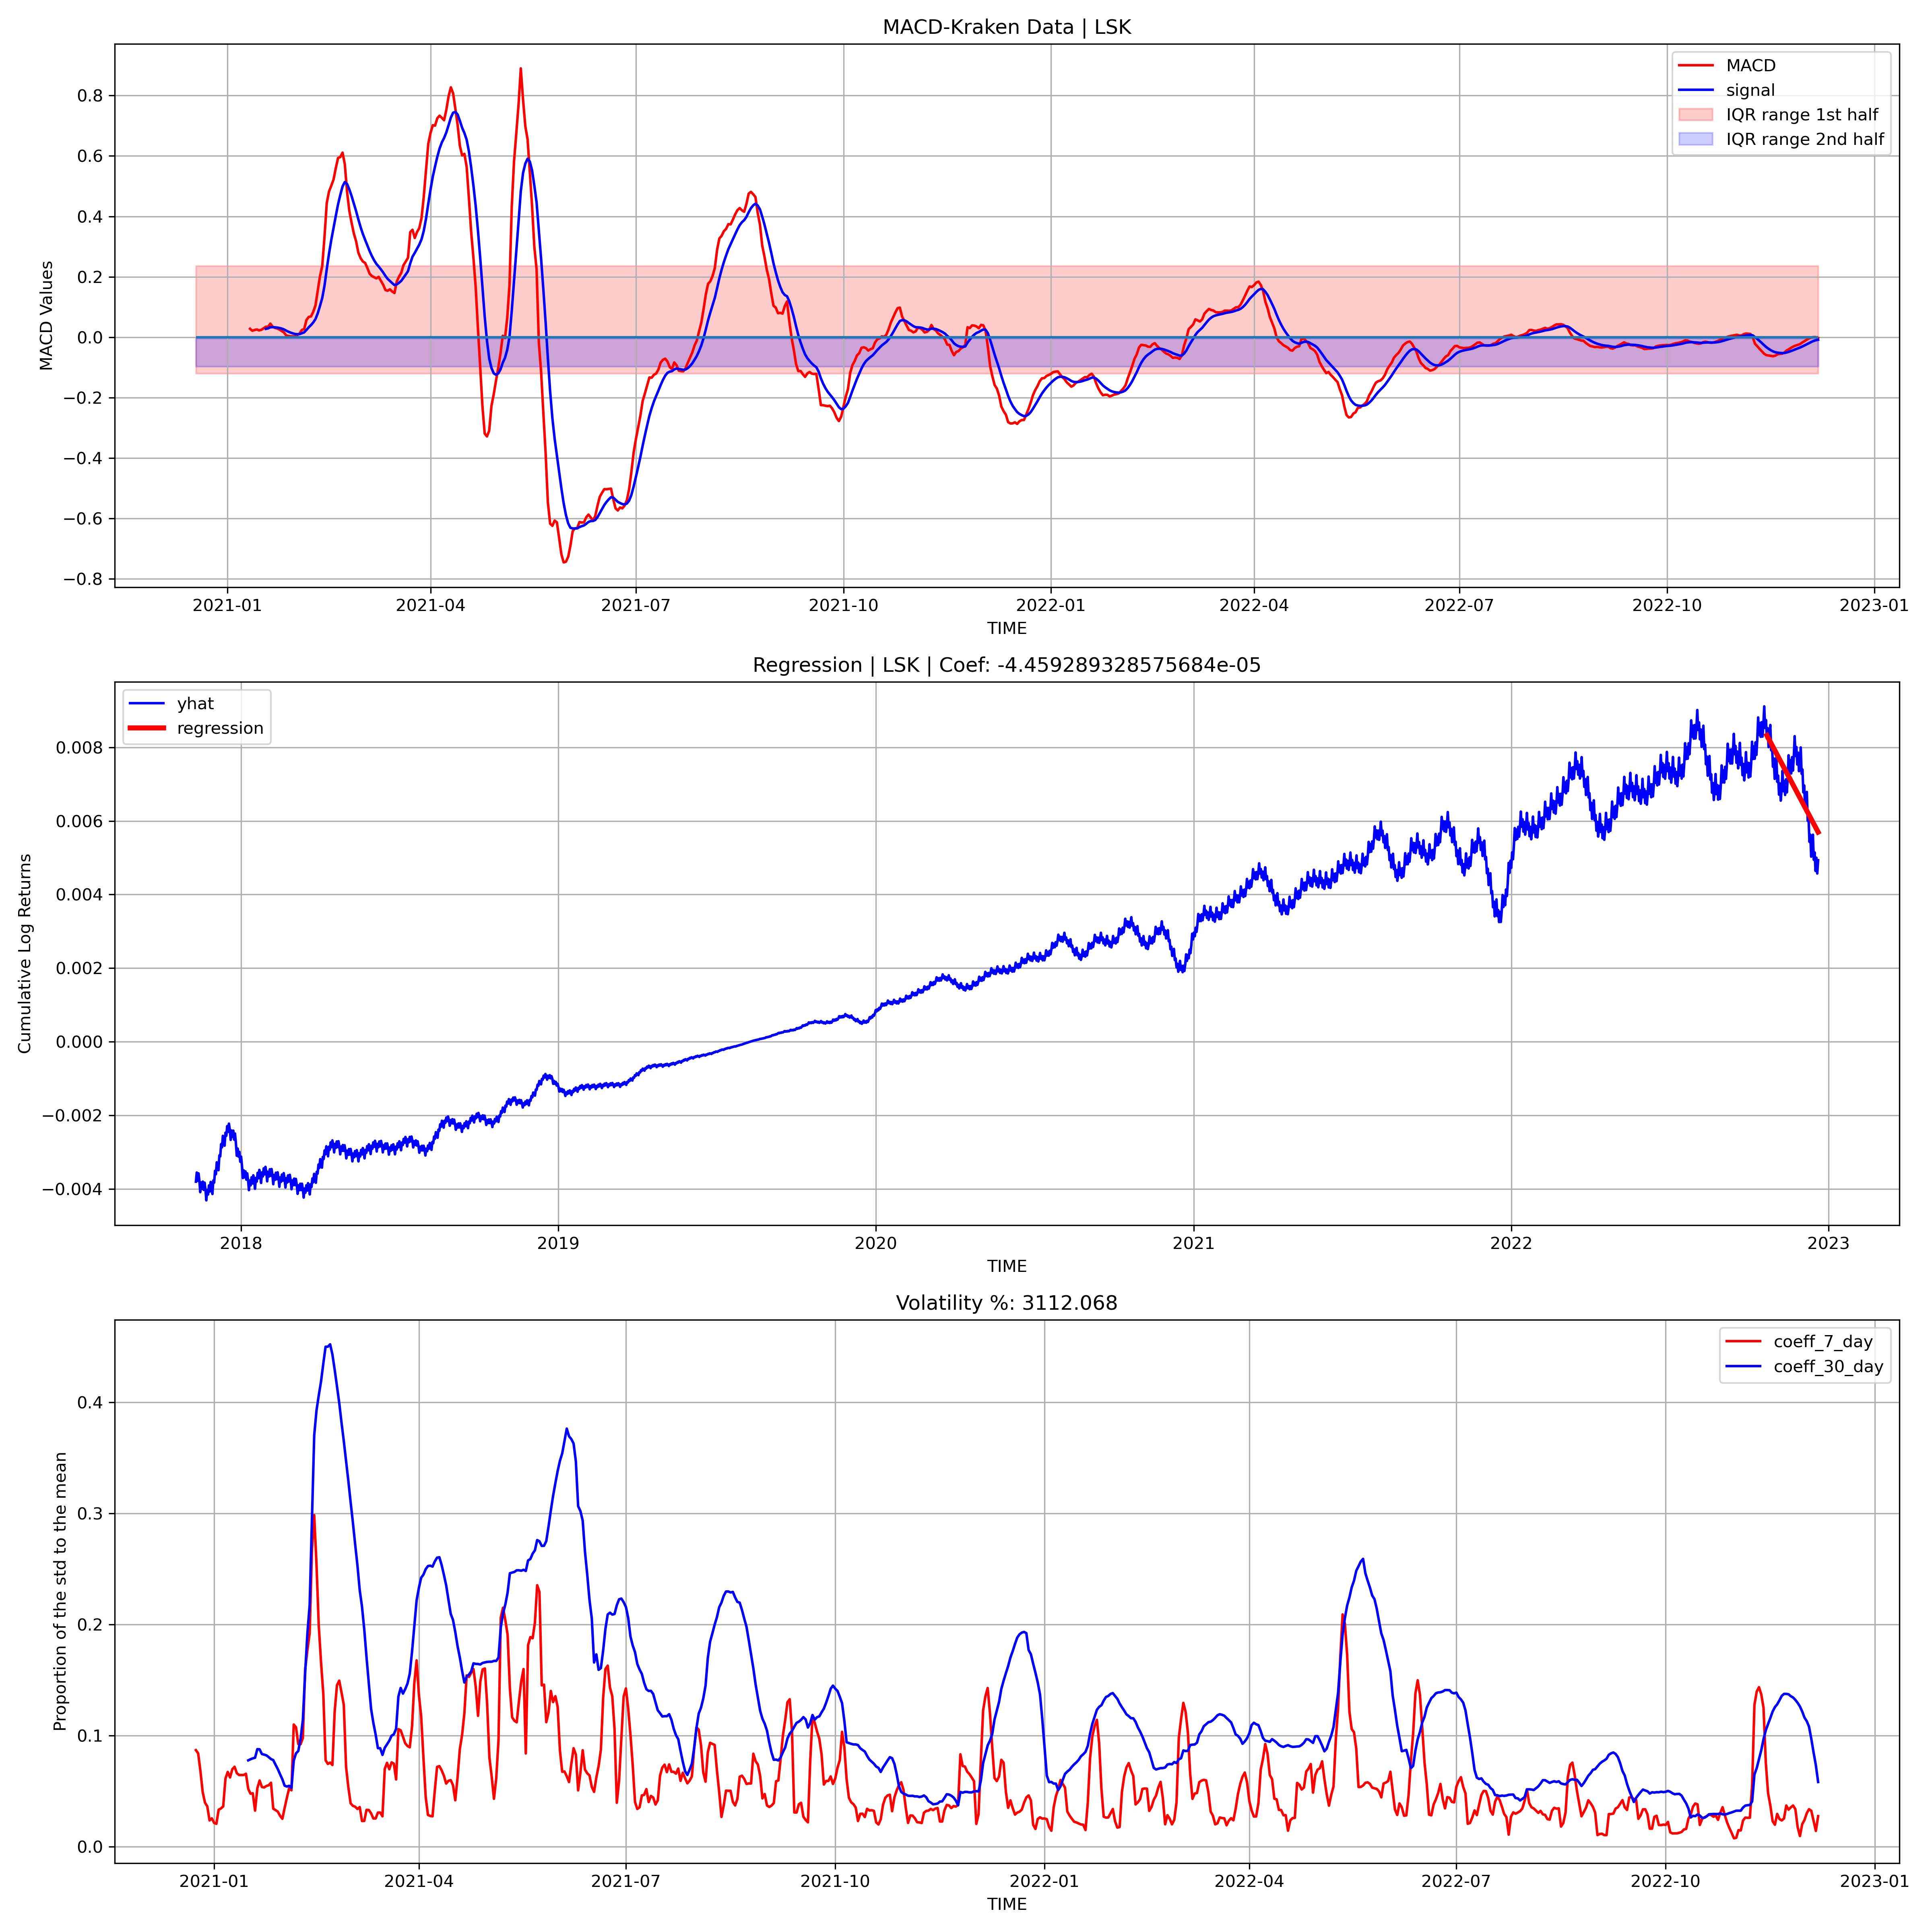 MACD-Kraken Data | LSK
MACD Values
0.8
0.6
0.4
0.2
0.0
−0.2
−0.4
−0.6
−0.8
MACD
signal
IQR range 1st half
IQR range 2nd half
2021-01 2021-04 2021-07 2021-10 2022-01 2022-04 2022-07 2022-10 2023-01
TIME
Regression | LSK | Coef: -4.459289328575684e-05
Cumulative Log Returns
yhat
regression
0.008
0.006
0.004
0.002
0.000
−0.002
−0.004
2018 2019 2020 2021 2022 2023
TIME
Volatility %: 3112.068
Proportion of the std to the mean
coeff_7_day
coeff_30_day
0.4
0.3
0.2
0.1
0.0
2021-01 2021-04 2021-07 2021-10 2022-01 2022-04 2022-07 2022-10 2023-01
TIME